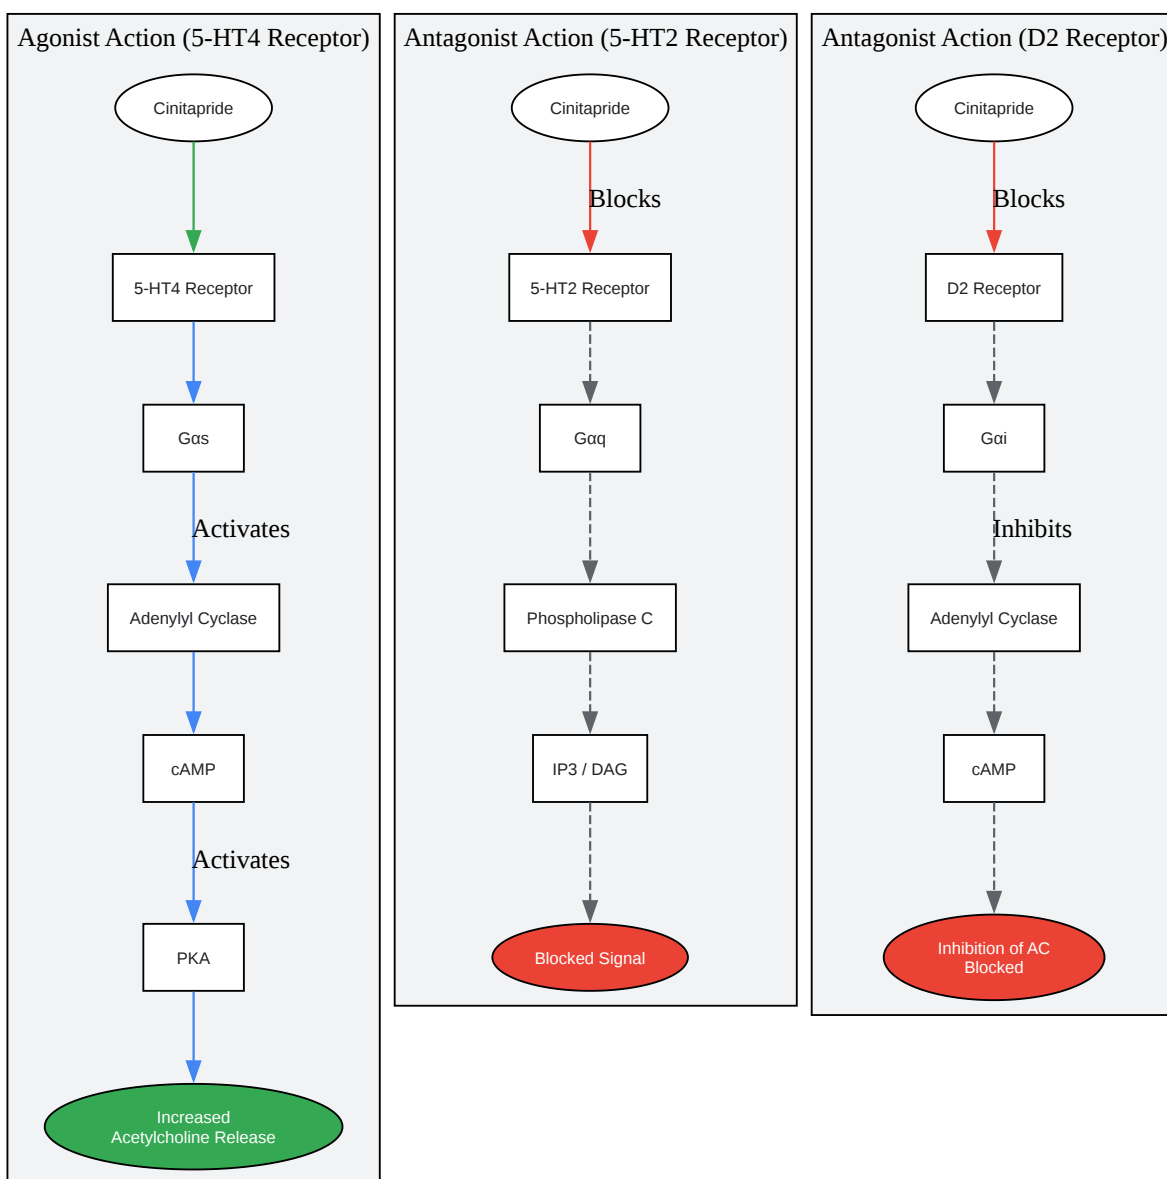 Agonist Action (5-HT4 Receptor)
Cinitapride
5-HT4 Receptor
Gαs
Activates
Adenylyl Cyclase
cAMP
Activates
PKA
Increased
Acetylcholine Release
Antagonist Action (5-HT2 Receptor)
Cinitapride
Blocks
5-HT2 Receptor
Gαq
Phospholipase C
IP3 / DAG
Blocked Signal
Antagonist Action (D2 Receptor)
Cinitapride
Blocks
D2 Receptor
Gαi
Inhibits
Adenylyl Cyclase
cAMP
Inhibition of AC
Blocked